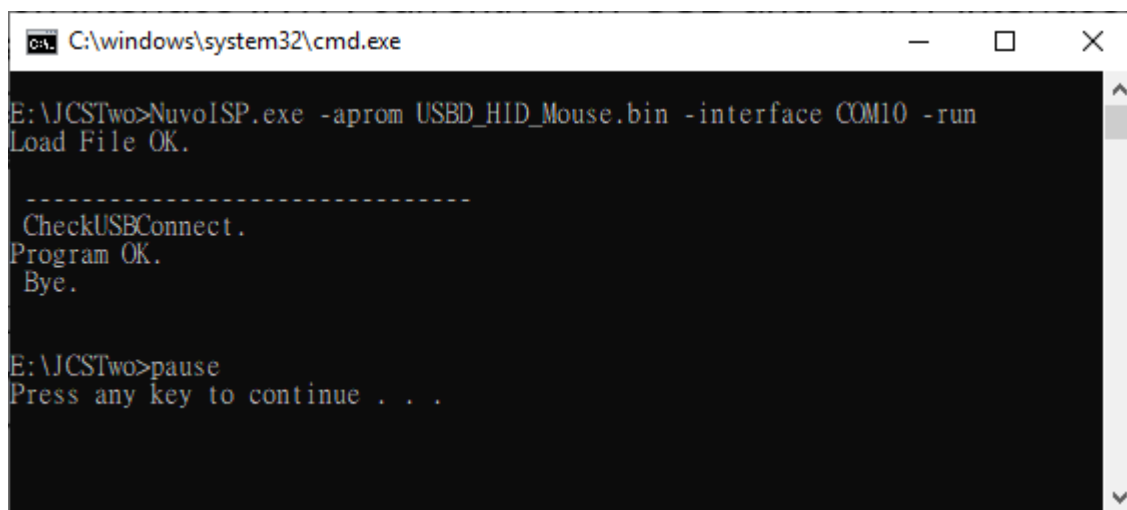 C:\windows\system32\cmd.exe
E:\JCSTwo>NuvoISP.exe -aprom USBD_HID_Mouse.bin -interface COM10 -run
Load File OK.
--------------------------------
CheckUSBConnect.
Program OK.
Bye.
E:\JCSTwo>pause
Press any key to continue . . .